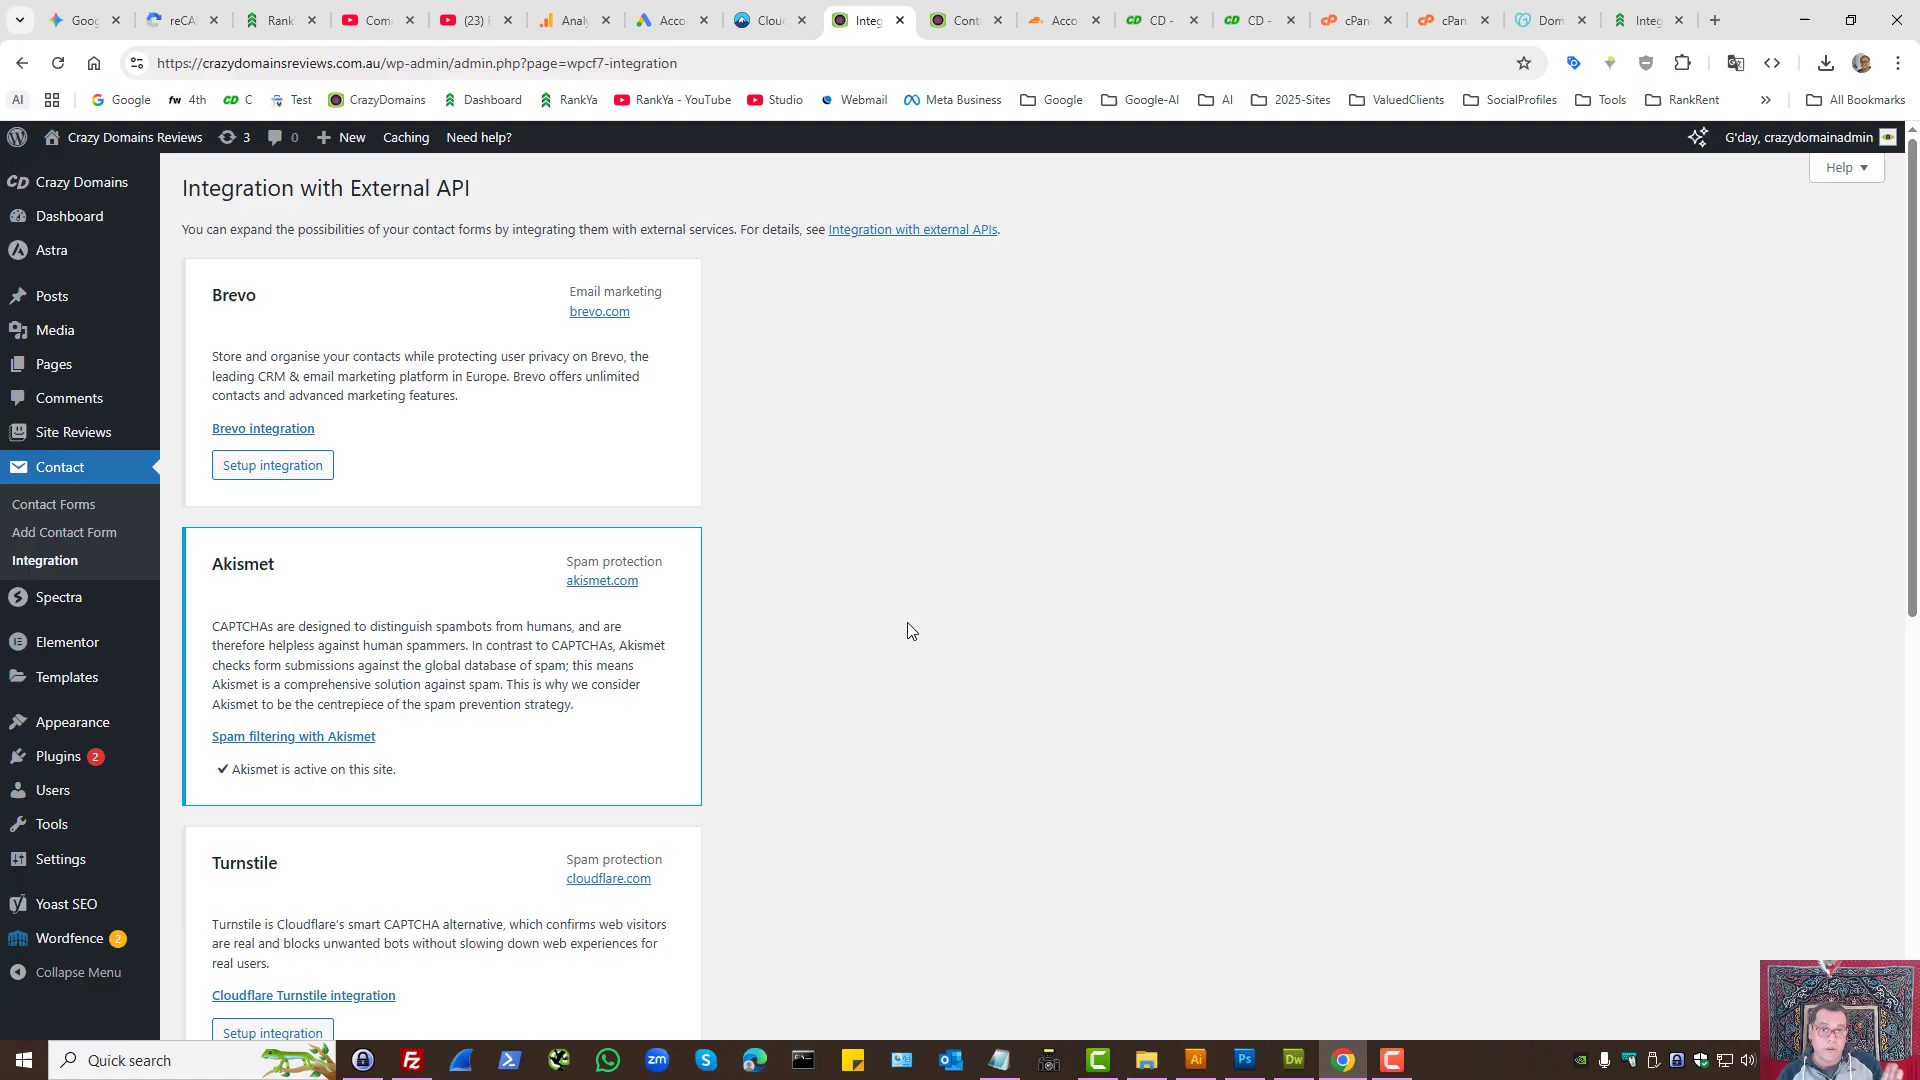 Goog
reCA
Rank
Com
(23)
Analy
Acco
Clou
Integ
Cont
Acco
CD -
CD -
cPan
cPan
Dom
Integ
https://crazydomainsreviews.com.au/wp-admin/admin.php?page=wpcf7-integration
AI
Google
fw 4th
CD C
Test
CrazyDomains
Dashboard
RankYa
RankYa - YouTube
Studio
Webmail
Meta Business
Google
Google-AI
AI
2025-Sites
ValuedClients
SocialProfiles
Tools
RankRent
»
All Bookmarks
Crazy Domains Reviews
3
0
New
Caching
Need help?
G'day, crazydomainadmin
Help
Crazy Domains
Dashboard
Astra
Posts
Media
Pages
Comments
Site Reviews
Contact
Contact Forms
Add Contact Form
Integration
Spectra
Elementor
Templates
Appearance
Plugins 2
Users
Tools
Settings
Yoast SEO
Wordfence 2
Collapse Menu
Integration with External API
You can expand the possibilities of your contact forms by integrating them with external services. For details, see Integration with external APIs.
Brevo
Email marketing
brevo.com
Store and organise your contacts while protecting user privacy on Brevo, the
leading CRM & email marketing platform in Europe. Brevo offers unlimited
contacts and advanced marketing features.
Brevo integration
Setup integration
Akismet
Spam protection
akismet.com
CAPTCHAs are designed to distinguish spambots from humans, and are
therefore helpless against human spammers. In contrast to CAPTCHAs, Akismet
checks form submissions against the global database of spam; this means
Akismet is a comprehensive solution against spam. This is why we consider
Akismet to be the centrepiece of the spam prevention strategy.
Spam filtering with Akismet
Akismet is active on this site.
Turnstile
Spam protection
cloudflare.com
Turnstile is Cloudflare's smart CAPTCHA alternative, which confirms web visitors
are real and blocks unwanted bots without slowing down web experiences for
real users.
Cloudflare Turnstile integration
Setup integration
Quick search